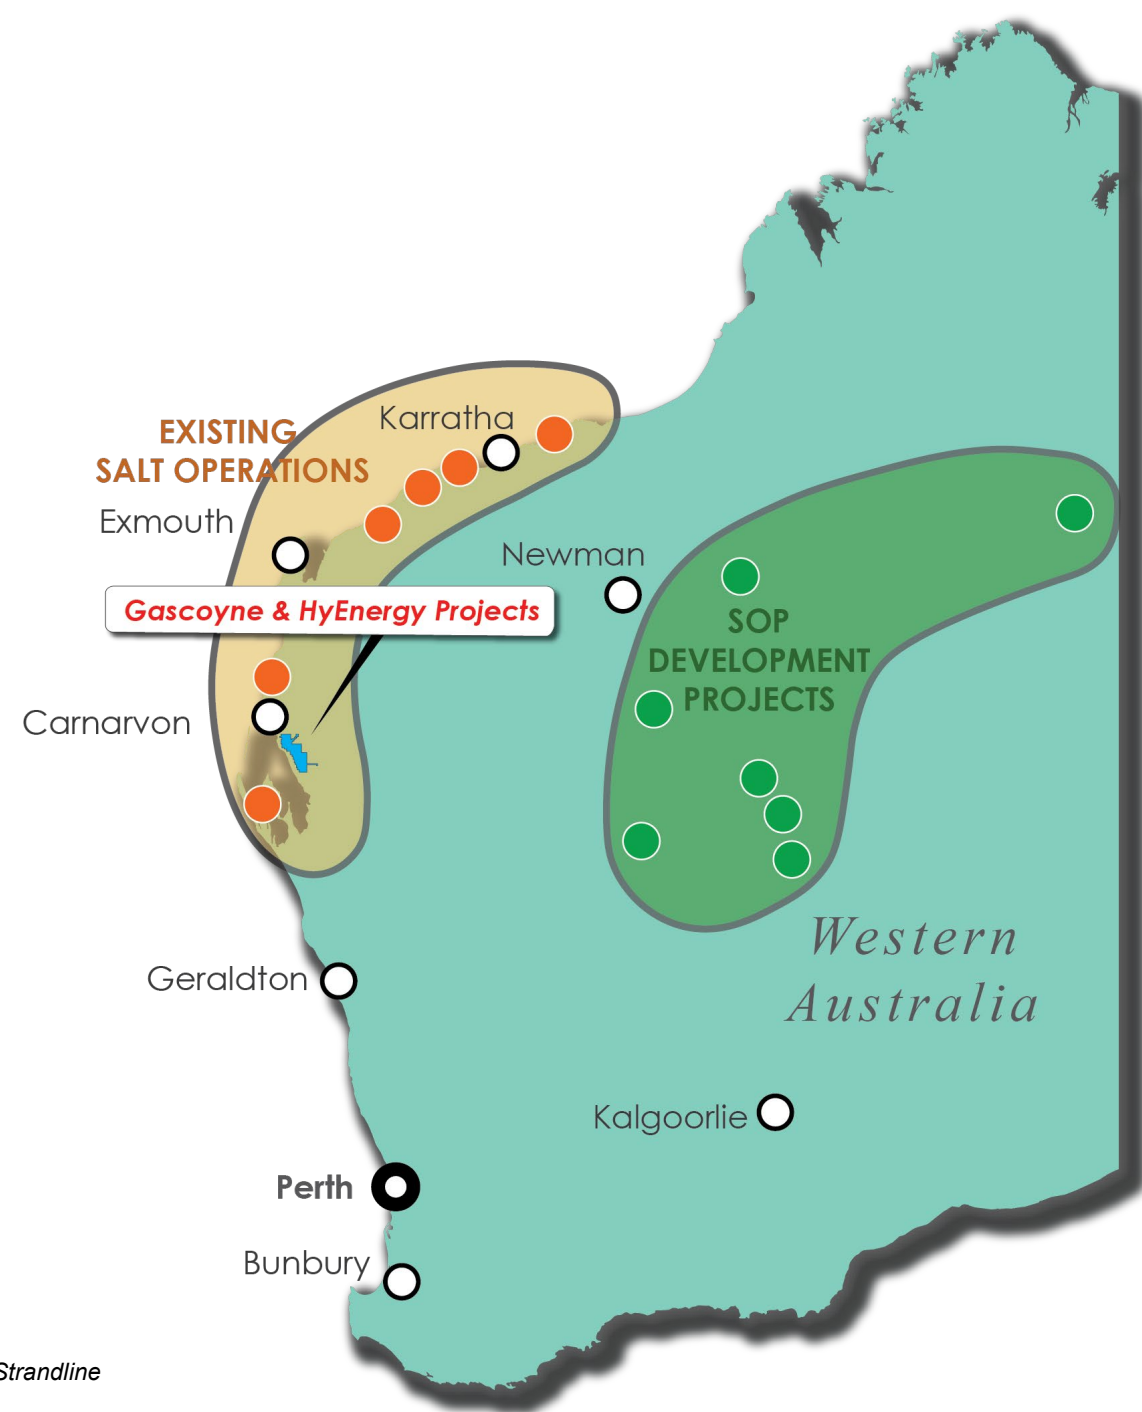 Karratha
EXISTING
SALT OPERATIONS
Exmouth
Newman
Gascoyne & HyEnergy Projects
SOP
DEVELOPMENT
PROJECTS
Carnarvon
Western
Australia
Geraldton
Kalgoorlie
Perth
Bunbury
Strandline